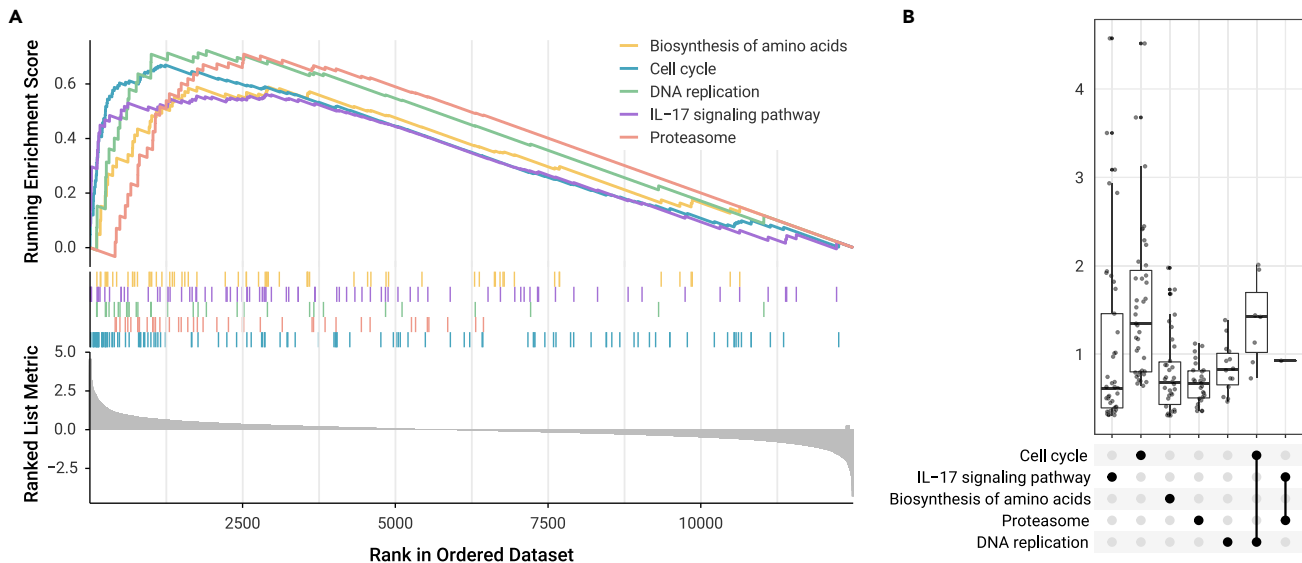 A
Running Enrichment Score
0.6
0.4
0.2
0.0
Biosynthesis of amino acids
Cell cycle
DNA replication
IL−17 signaling pathway
Proteasome
Ranked List Metric
5.0
2.5
0.0
−2.5
2500
5000
7500
10000
Rank in Ordered Dataset
B
4
3
2
1
Cell cycle
IL−17 signaling pathway
Biosynthesis of amino acids
Proteasome
DNA replication